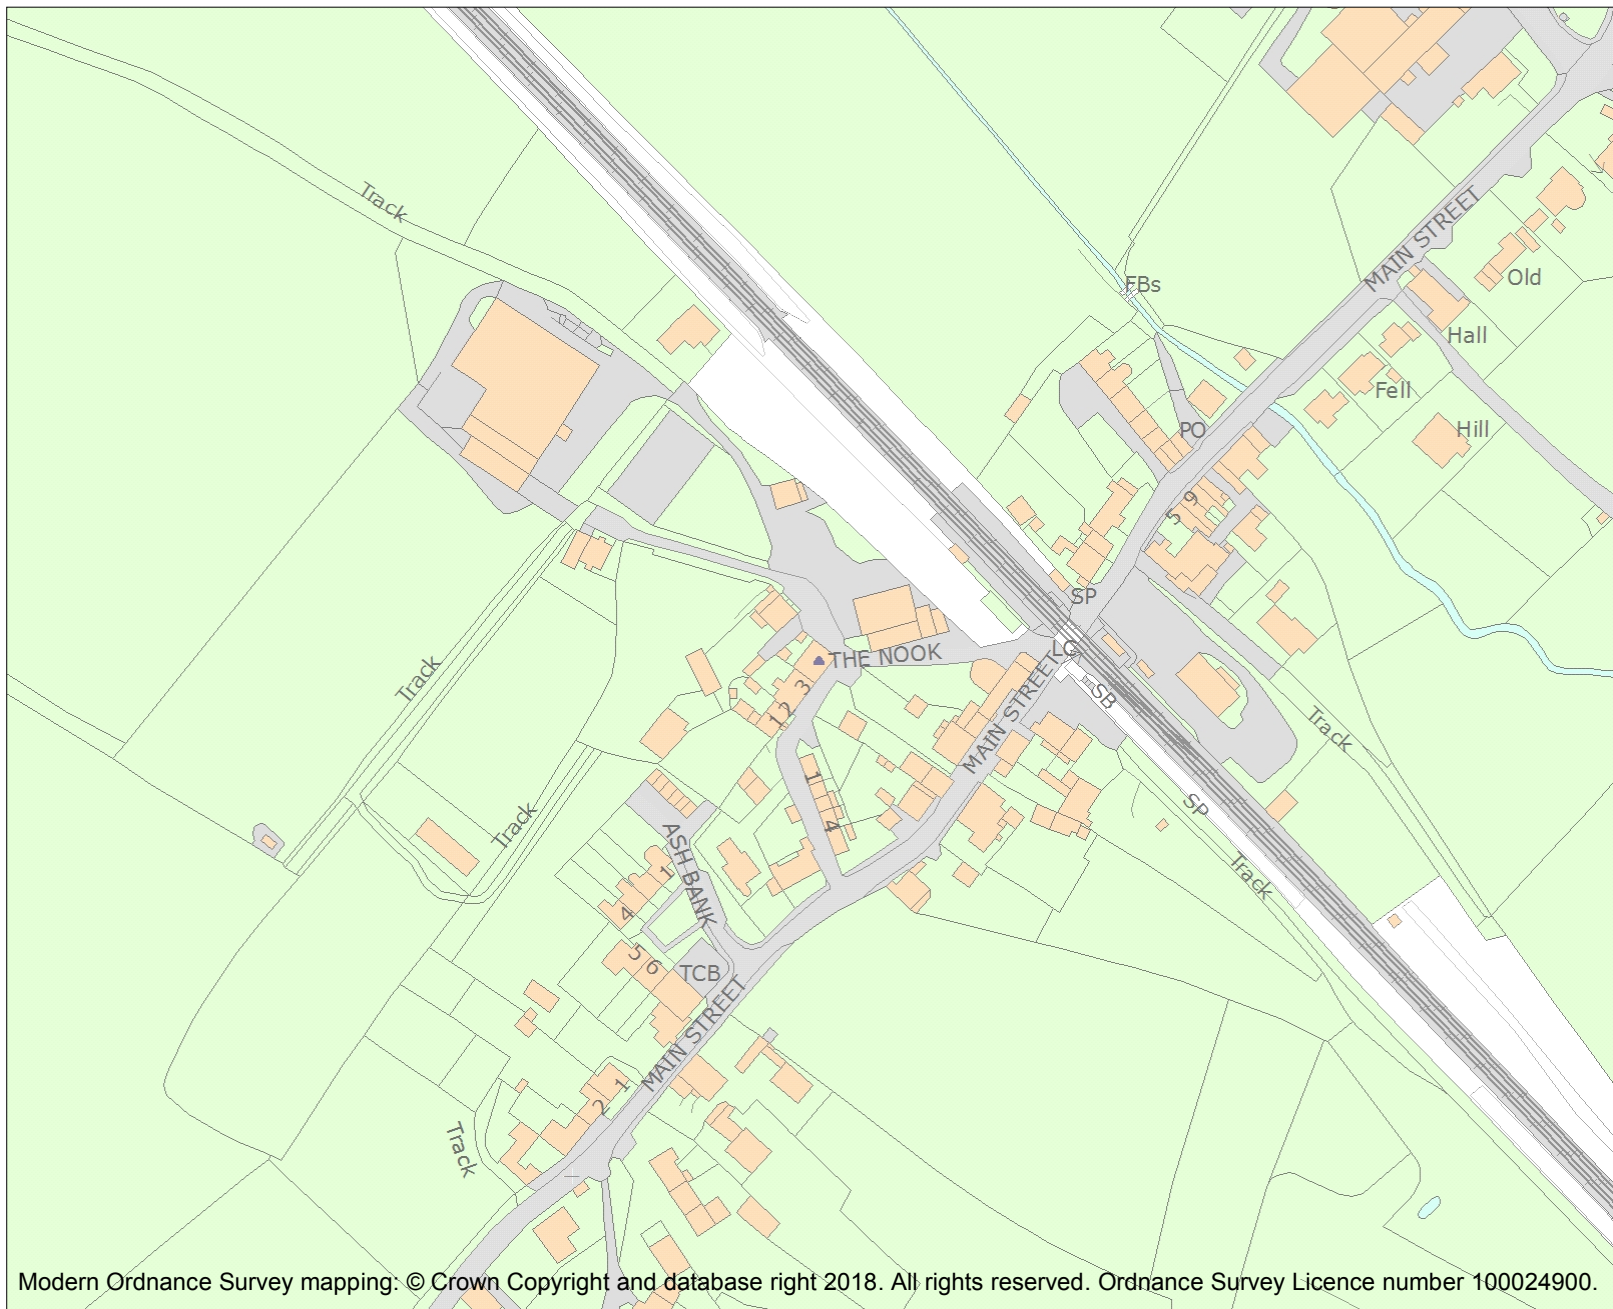 Track
MAIN STREET
FBs
Old
Hall
Fell
Hill
PO
5 9
SP
LC
THE NOOK
SB
MAIN STREET
Track
Track
1 2 3
1
4
SP
Track
Track
ASH BANK
1
4
5 6
TCB
MAIN STREET
2 1
Track
Modern Ordnance Survey mapping: © Crown Copyright and database right 2018. All rights reserved. Ordnance Survey Licence number 100024900.